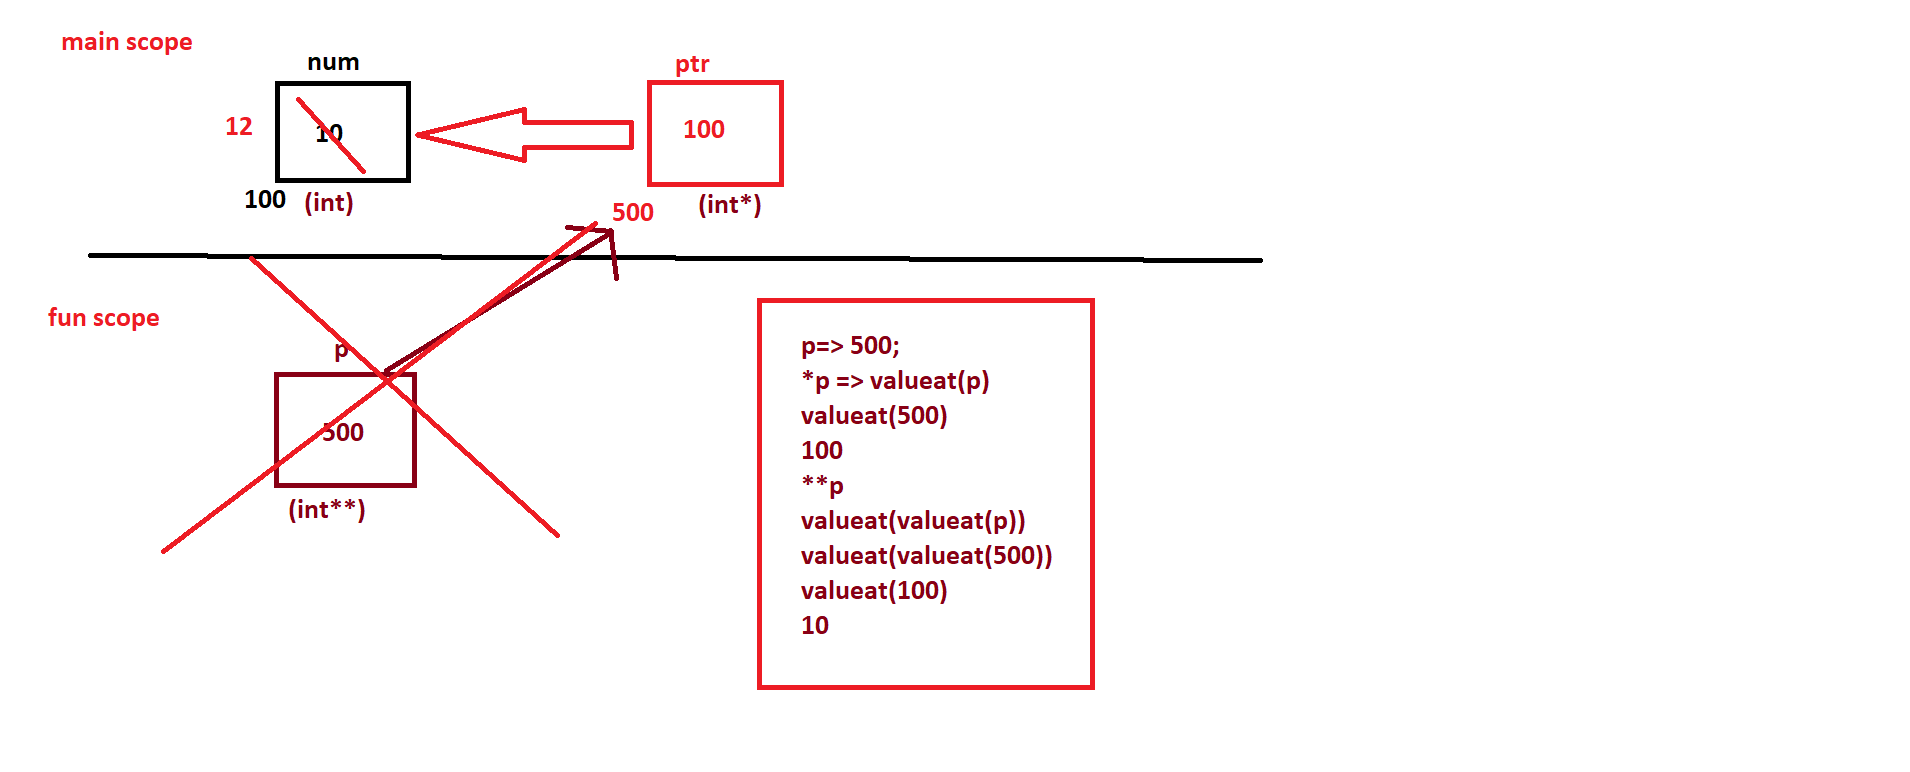 main scope
num
ptr
12
10
100
100
(int)
500
(int*)
fun scope
p
500
(int**)
p=> 500;
*p => valueat(p)
valueat(500)
100
**p
valueat(valueat(p))
valueat(valueat(500))
valueat(100)
10